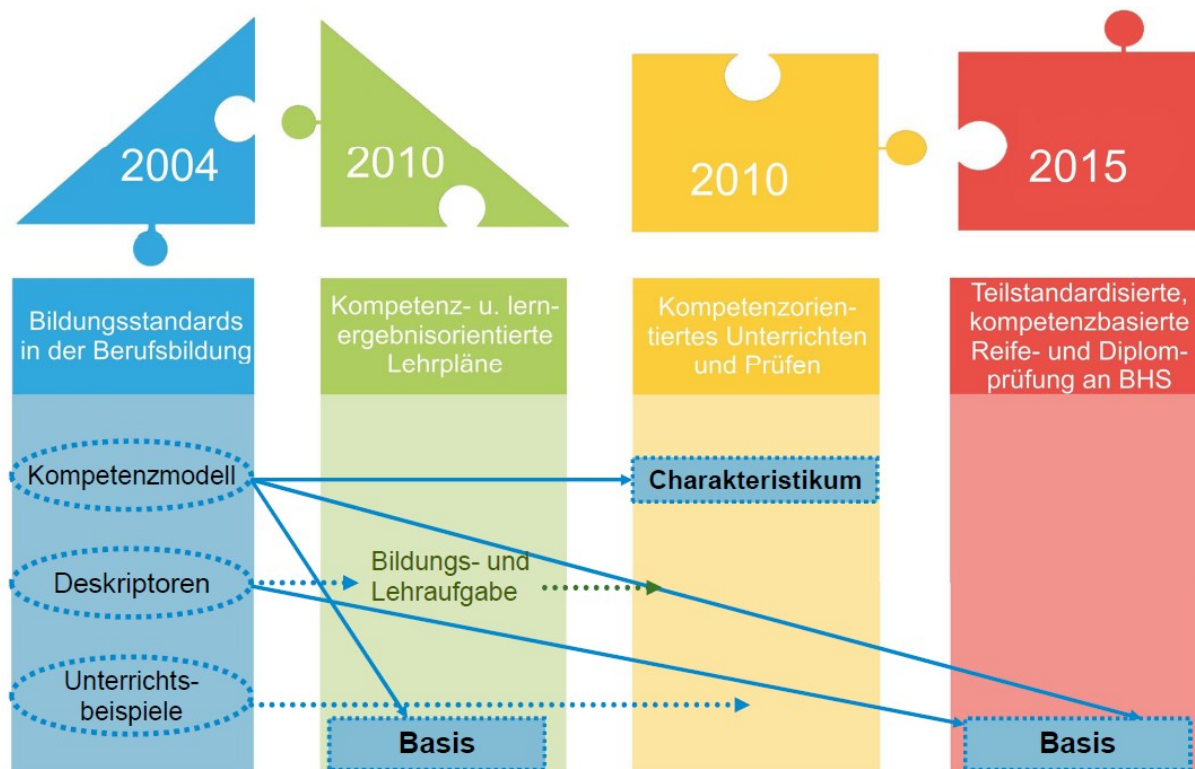 2004
2010
2010
2015
Bildungsstandards
in der Berufsbildung
Kompetenz- u. lern-
ergebnisorientierte
Lehrpläne
Kompetenzorien-
tiertes Unterrichten
und Prüfen
Teilstandardisierte,
kompetenzbasierte
Reife- und Diplom-
prüfung an BHS
Kompetenzmodell
Charakteristikum
Deskriptoren
Bildungs- und
Lehraufgabe
Unterrichts-
beispiele
Basis
Basis